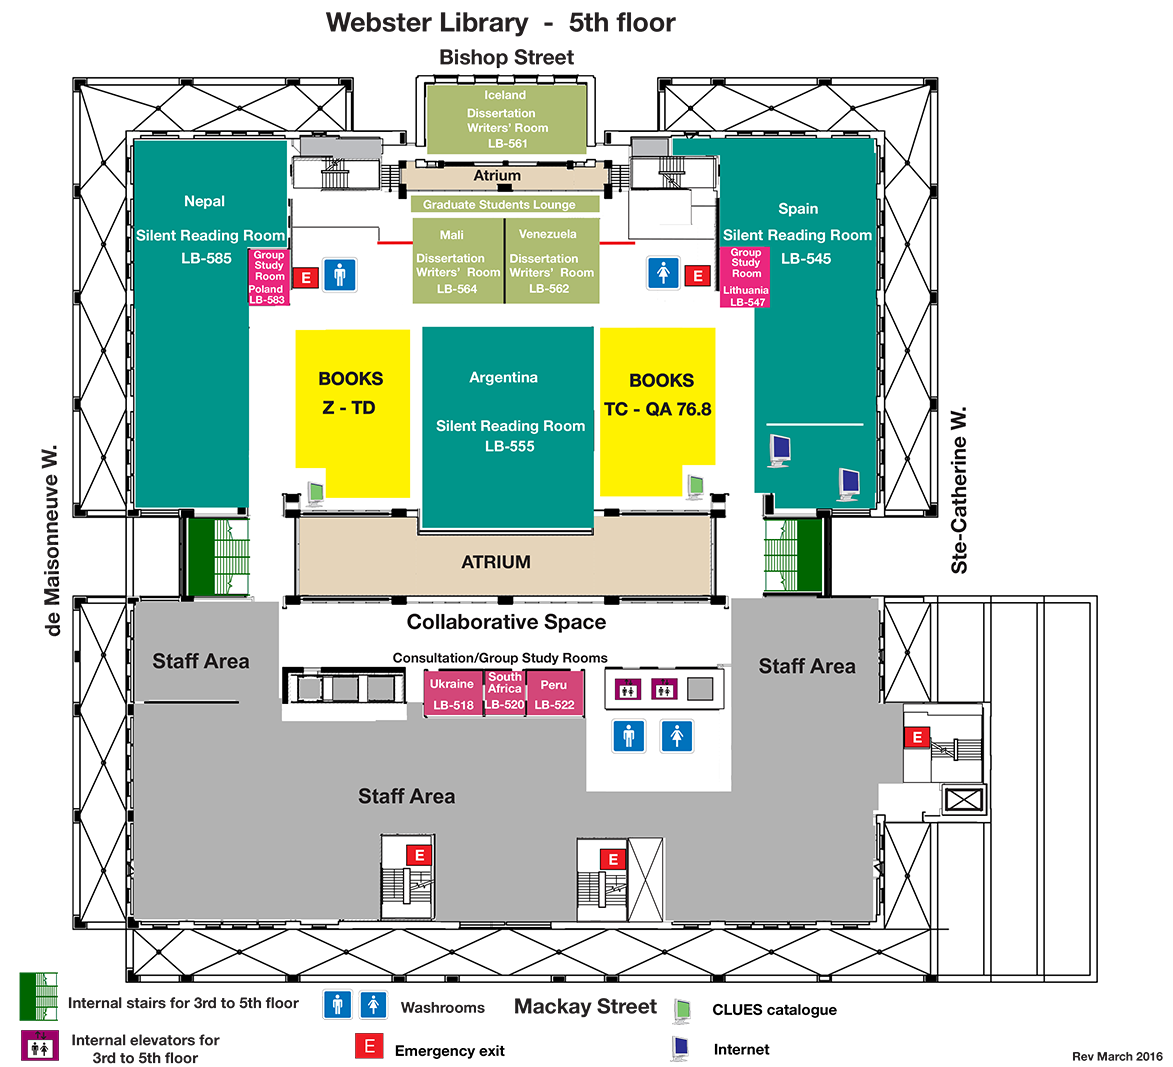 Webster Library - 5th floor
Bishop Street
Iceland
Dissertation
Writers' Room
LB-561
Atrium
Graduate Students Lounge
Nepal
Silent Reading Room
LB-585
Group
Study
Room
Poland
LB-583
E
Mali
Dissertation
Writers' Room
LB-564
Venezuela
Dissertation
Writers' Room
LB-562
E
Spain
Silent Reading Room
LB-545
Group
Study
Room
Lithuania
LB-547
BOOKS
Z - TD
Argentina
Silent Reading Room
LB-555
BOOKS
TC - QA 76.8
de Maisonneuve W.
Ste-Catherine W.
ATRIUM
Collaborative Space
Staff Area
Consultation/Group Study Rooms
Ukraine
LB-518
South
Africa
LB-520
Peru
LB-522
Staff Area
E
Staff Area
E
E
Internal stairs for 3rd to 5th floor
Washrooms
Mackay Street
CLUES catalogue
Internal elevators for
3rd to 5th floor
E
Emergency exit
Internet
Rev March 2016